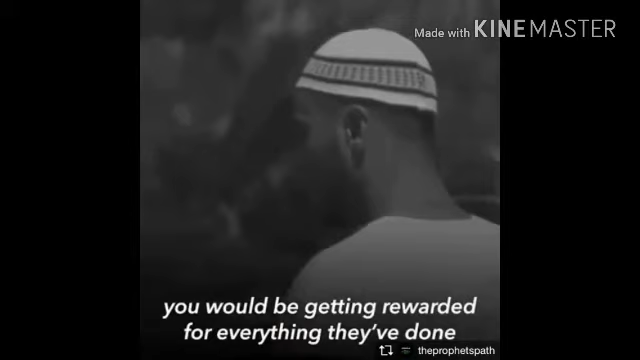 Made with KINEMASTER
you would be getting rewarded
for everything they've done
theprophetspath